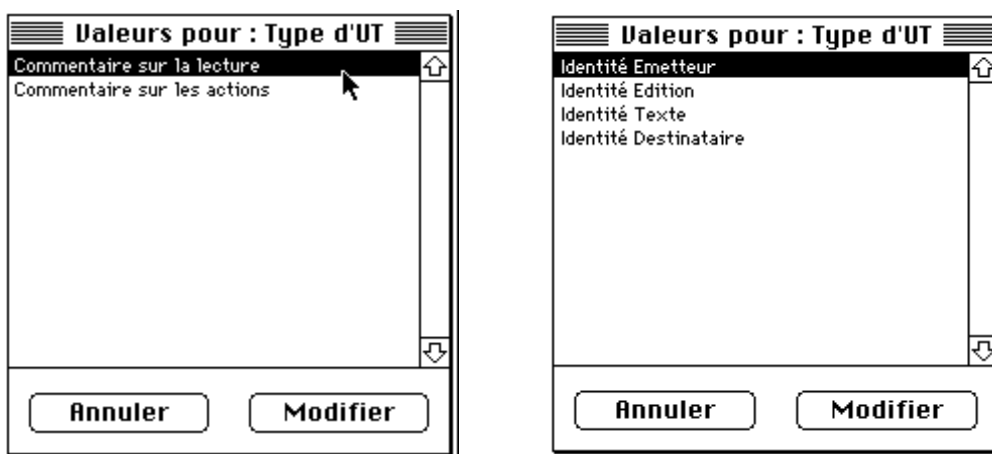 Valeurs pour : Type d'UT
Commentaire sur la lecture
Commentaire sur les actions
Annuler
Modifier
Valeurs pour : Type d'UT
Identité Emetteur
Identité Edition
Identité Texte
Identité Destinataire
Annuler
Modifier